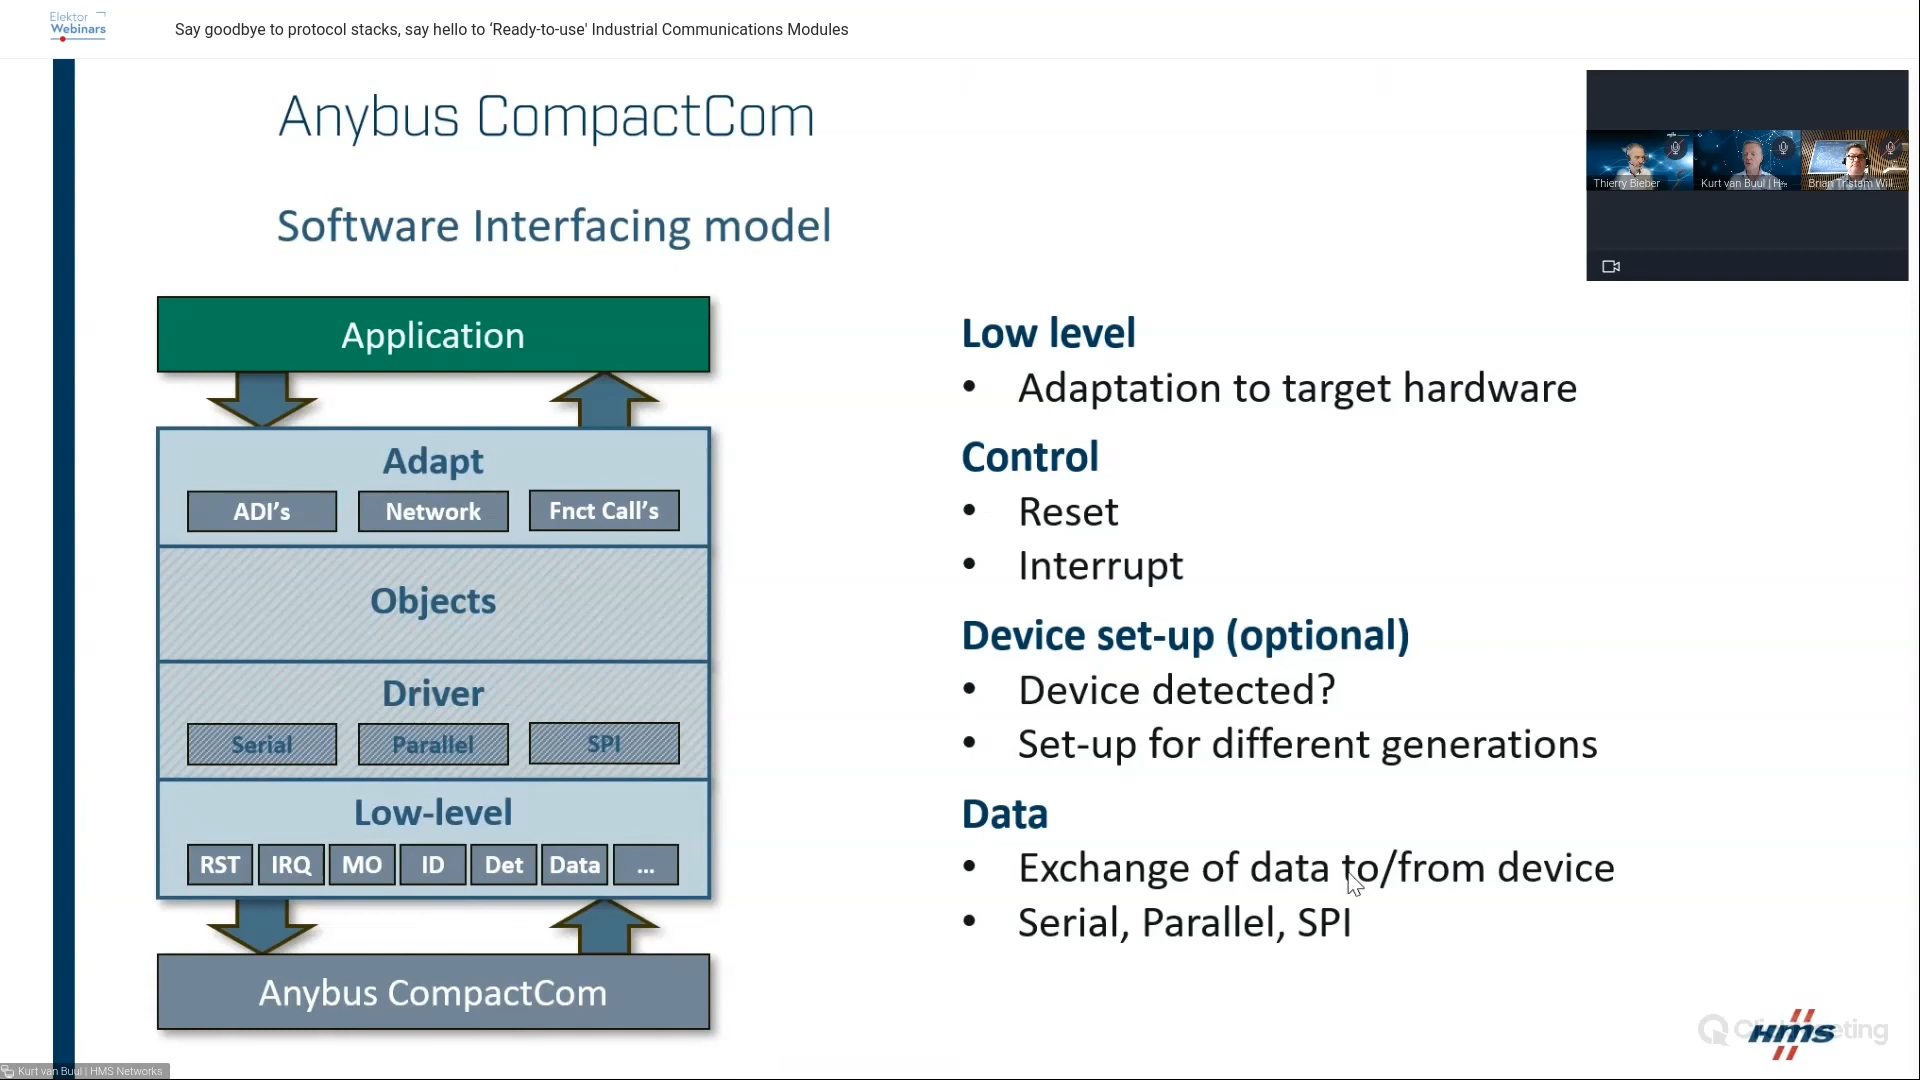 Elektor
Webinars
Say goodbye to protocol stacks, say hello to ‘Ready-to-use' Industrial Communications Modules
Anybus CompactCom
Software Interfacing model
Thierry Bieber
Kurt van Buul | H
Brian Tristam Will
Application
Adapt
ADI’s
Network
Fnct Call’s
Objects
Driver
Serial
Parallel
SPI
Low-level
RST
IRQ
MO
ID
Det
Data
...
Anybus CompactCom
Low level
• Adaptation to target hardware
Control
• Reset
• Interrupt
Device set-up (optional)
• Device detected?
• Set-up for different generations
Data
• Exchange of data to/from device
• Serial, Parallel, SPI
HMS
Kurt van Buul | HMS Networks